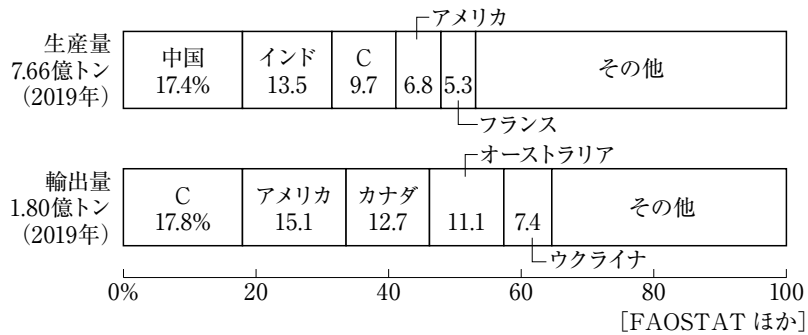 アメリカ
生産量
7.66億トン
（2019年）
中国
17.4%
インド
13.5
C
9.7
6.8
5.3
その他
フランス
オーストラリア
輸出量
1.80億トン
（2019年）
C
17.8%
アメリカ
15.1
カナダ
12.7
11.1
7.4
その他
ウクライナ
0% 20 40 60 80 100
［FAOSTAT ほか］